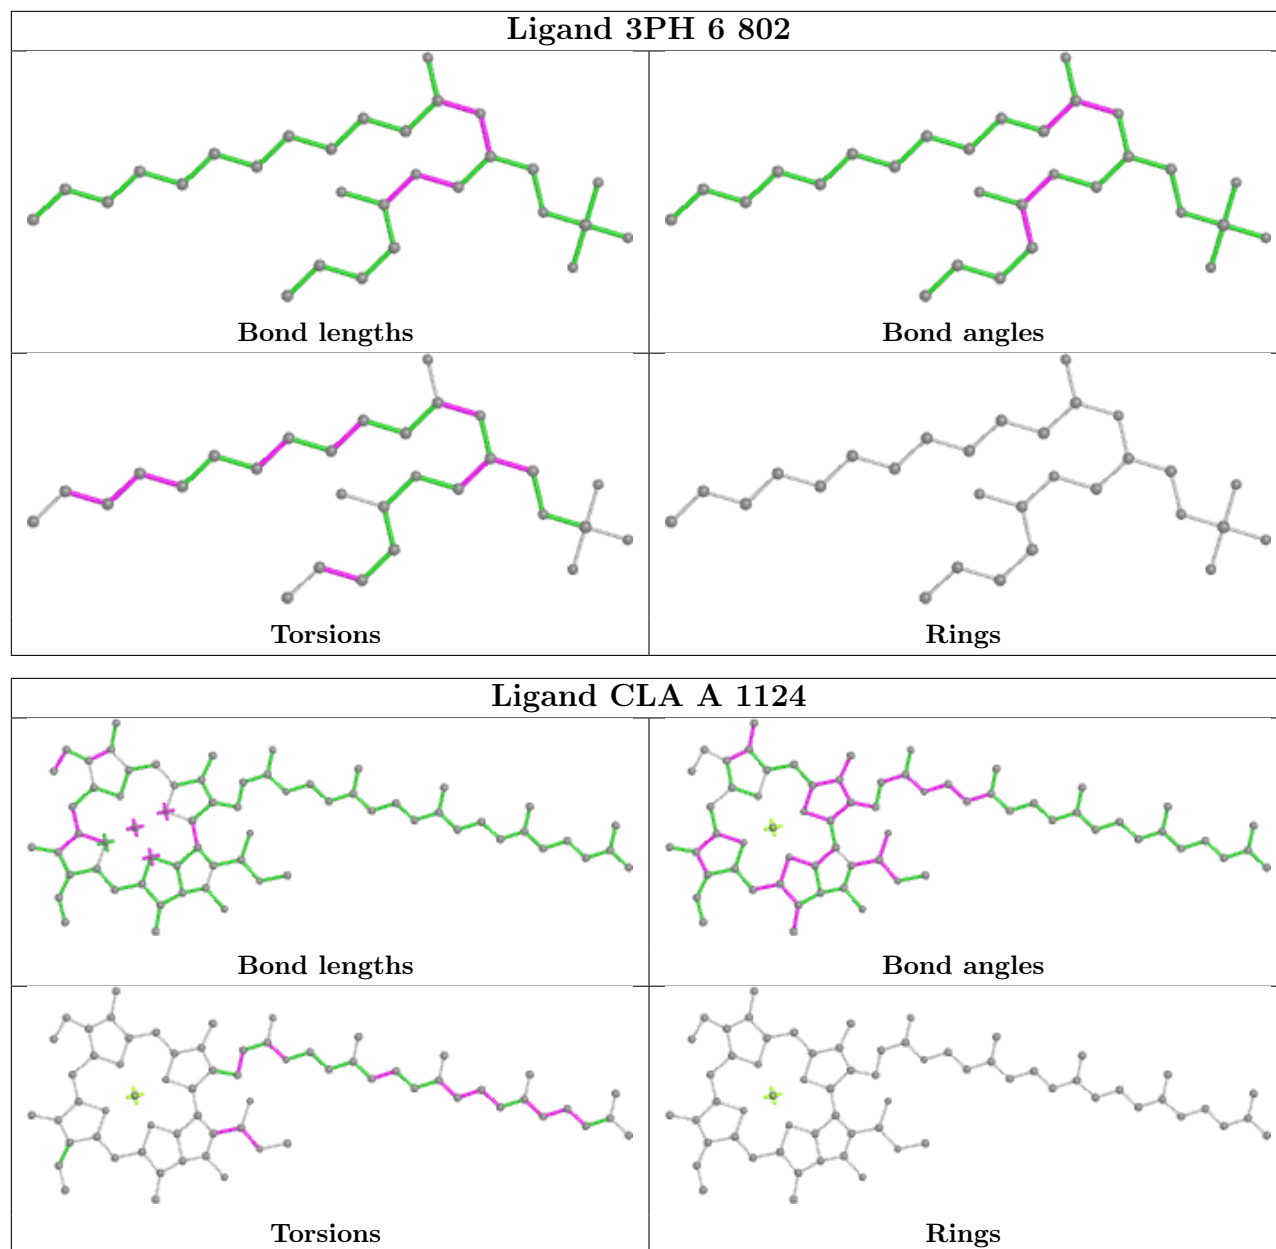 Ligand 3PH 6 802
Bond lengths
Bond angles
Torsions
Rings
Ligand CLA A 1124
Bond lengths
Bond angles
Torsions
Rings